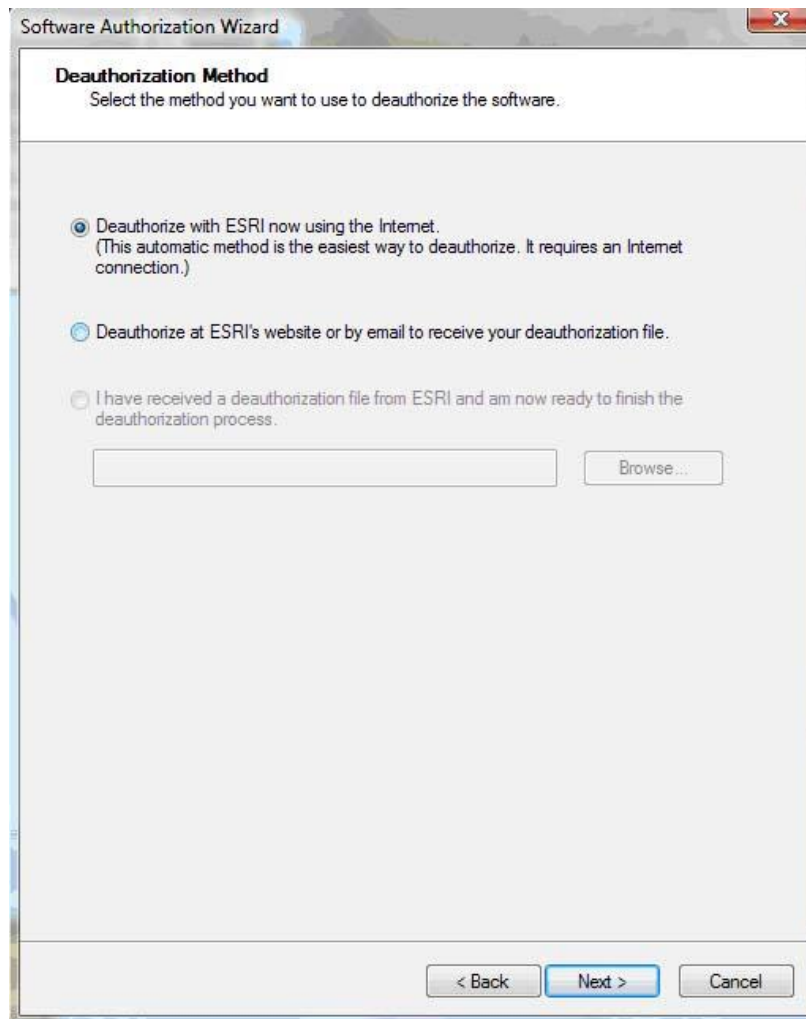 Software Authorization Wizard
Deauthorization Method
Select the method you want to use to deauthorize the software.
Deauthorize with ESRI now using the Internet.
(This automatic method is the easiest way to deauthorize. It requires an Internet
connection.)
Deauthorize at ESRI's website or by email to receive your deauthorization file.
I have received a deauthorization file from ESRI and am now ready to finish the
deauthorization process.
Browse...
< Back Next > Cancel